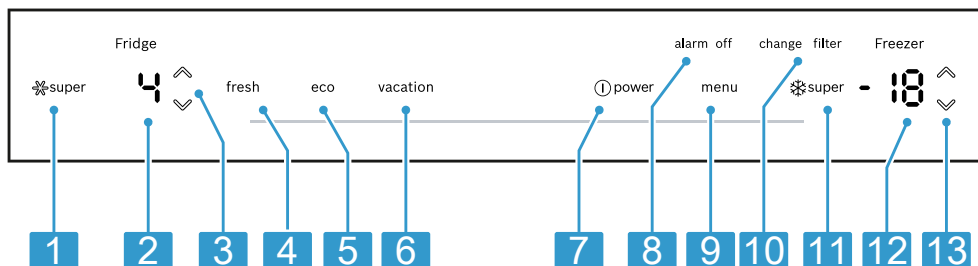 Fridge alarm off change filter Freezer
super 4 fresh eco vacation power menu super -18
1 2 3 4 5 6 7 8 9 10 11 12 13